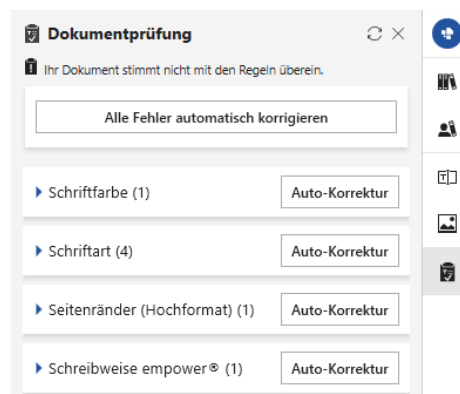 Dokumentprüfung
Ihr Dokument stimmt nicht mit den Regeln überein.
Alle Fehler automatisch korrigieren
Schriftfarbe (1) Auto-Korrektur
Schriftart (4) Auto-Korrektur
Seitenränder (Hochformat) (1) Auto-Korrektur
Schreibweise empower® (1) Auto-Korrektur